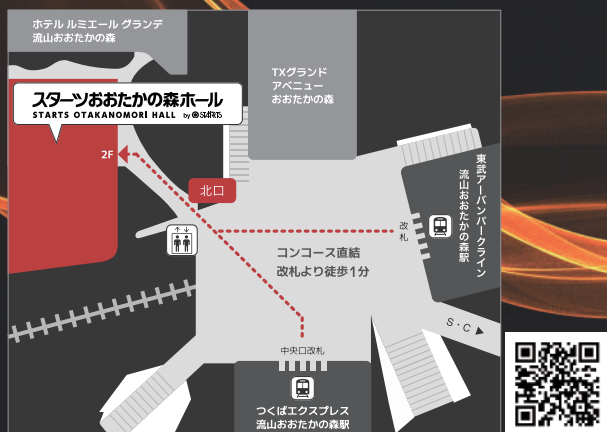 ホテル ルミエール グランデ
流山おおたかの森
TXグランド
アベニュー
おおたかの森
スターツおおたかの森ホール
STARTS OTAKANOMORI HALL by STARTS
2F
北口
東武アーバンパークライン
流山おおたかの森駅
改札
コンコース直結
改札より徒歩1分
S・C
中央口改札
つくばエクスプレス
流山おおたかの森駅